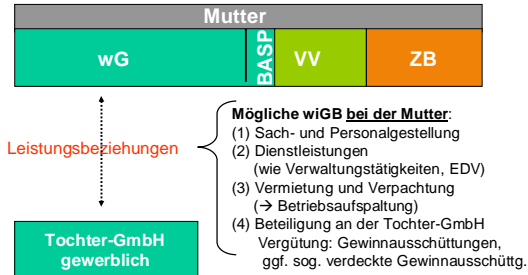 Mutter
wG
BASP
VV
ZB
Leistungsbeziehungen
Mögliche wiGB bei der Mutter:
(1) Sach- und Personalgestellung
(2) Dienstleistungen
(wie Verwaltungstätigkeiten, EDV)
(3) Vermietung und Verpachtung
(→ Betriebsaufspaltung)
(4) Beteiligung an der Tochter-GmbH
Vergütung: Gewinnausschüttungen,
ggf. sog. verdeckte Gewinnausschüttg.
Tochter-GmbH
gewerblich